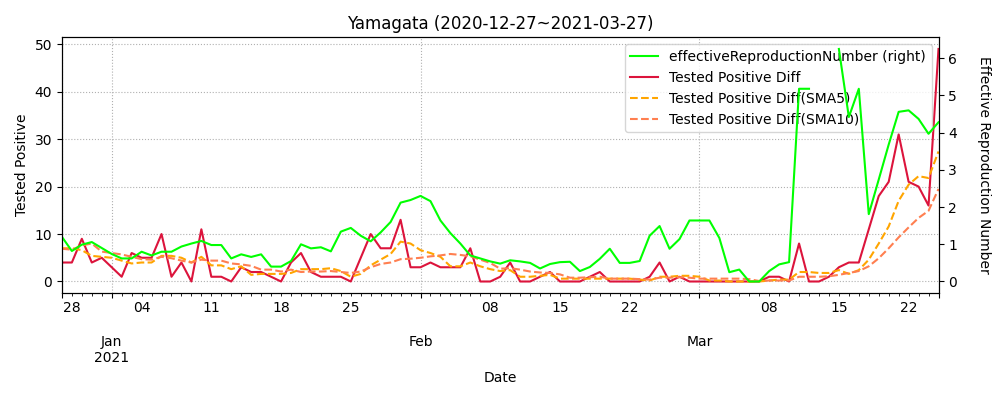 Yamagata (2020-12-27~2021-03-27)
effectiveReproductionNumber (right)
Tested Positive Diff
Tested Positive Diff(SMA5)
Tested Positive Diff(SMA10)
Tested Positive
50
40
30
20
10
0
6
5
4
3
2
1
0
Effective Reproduction Number
28 04 11 18 25 08 15 22 08 15 22
Jan Feb Mar
2021
Date